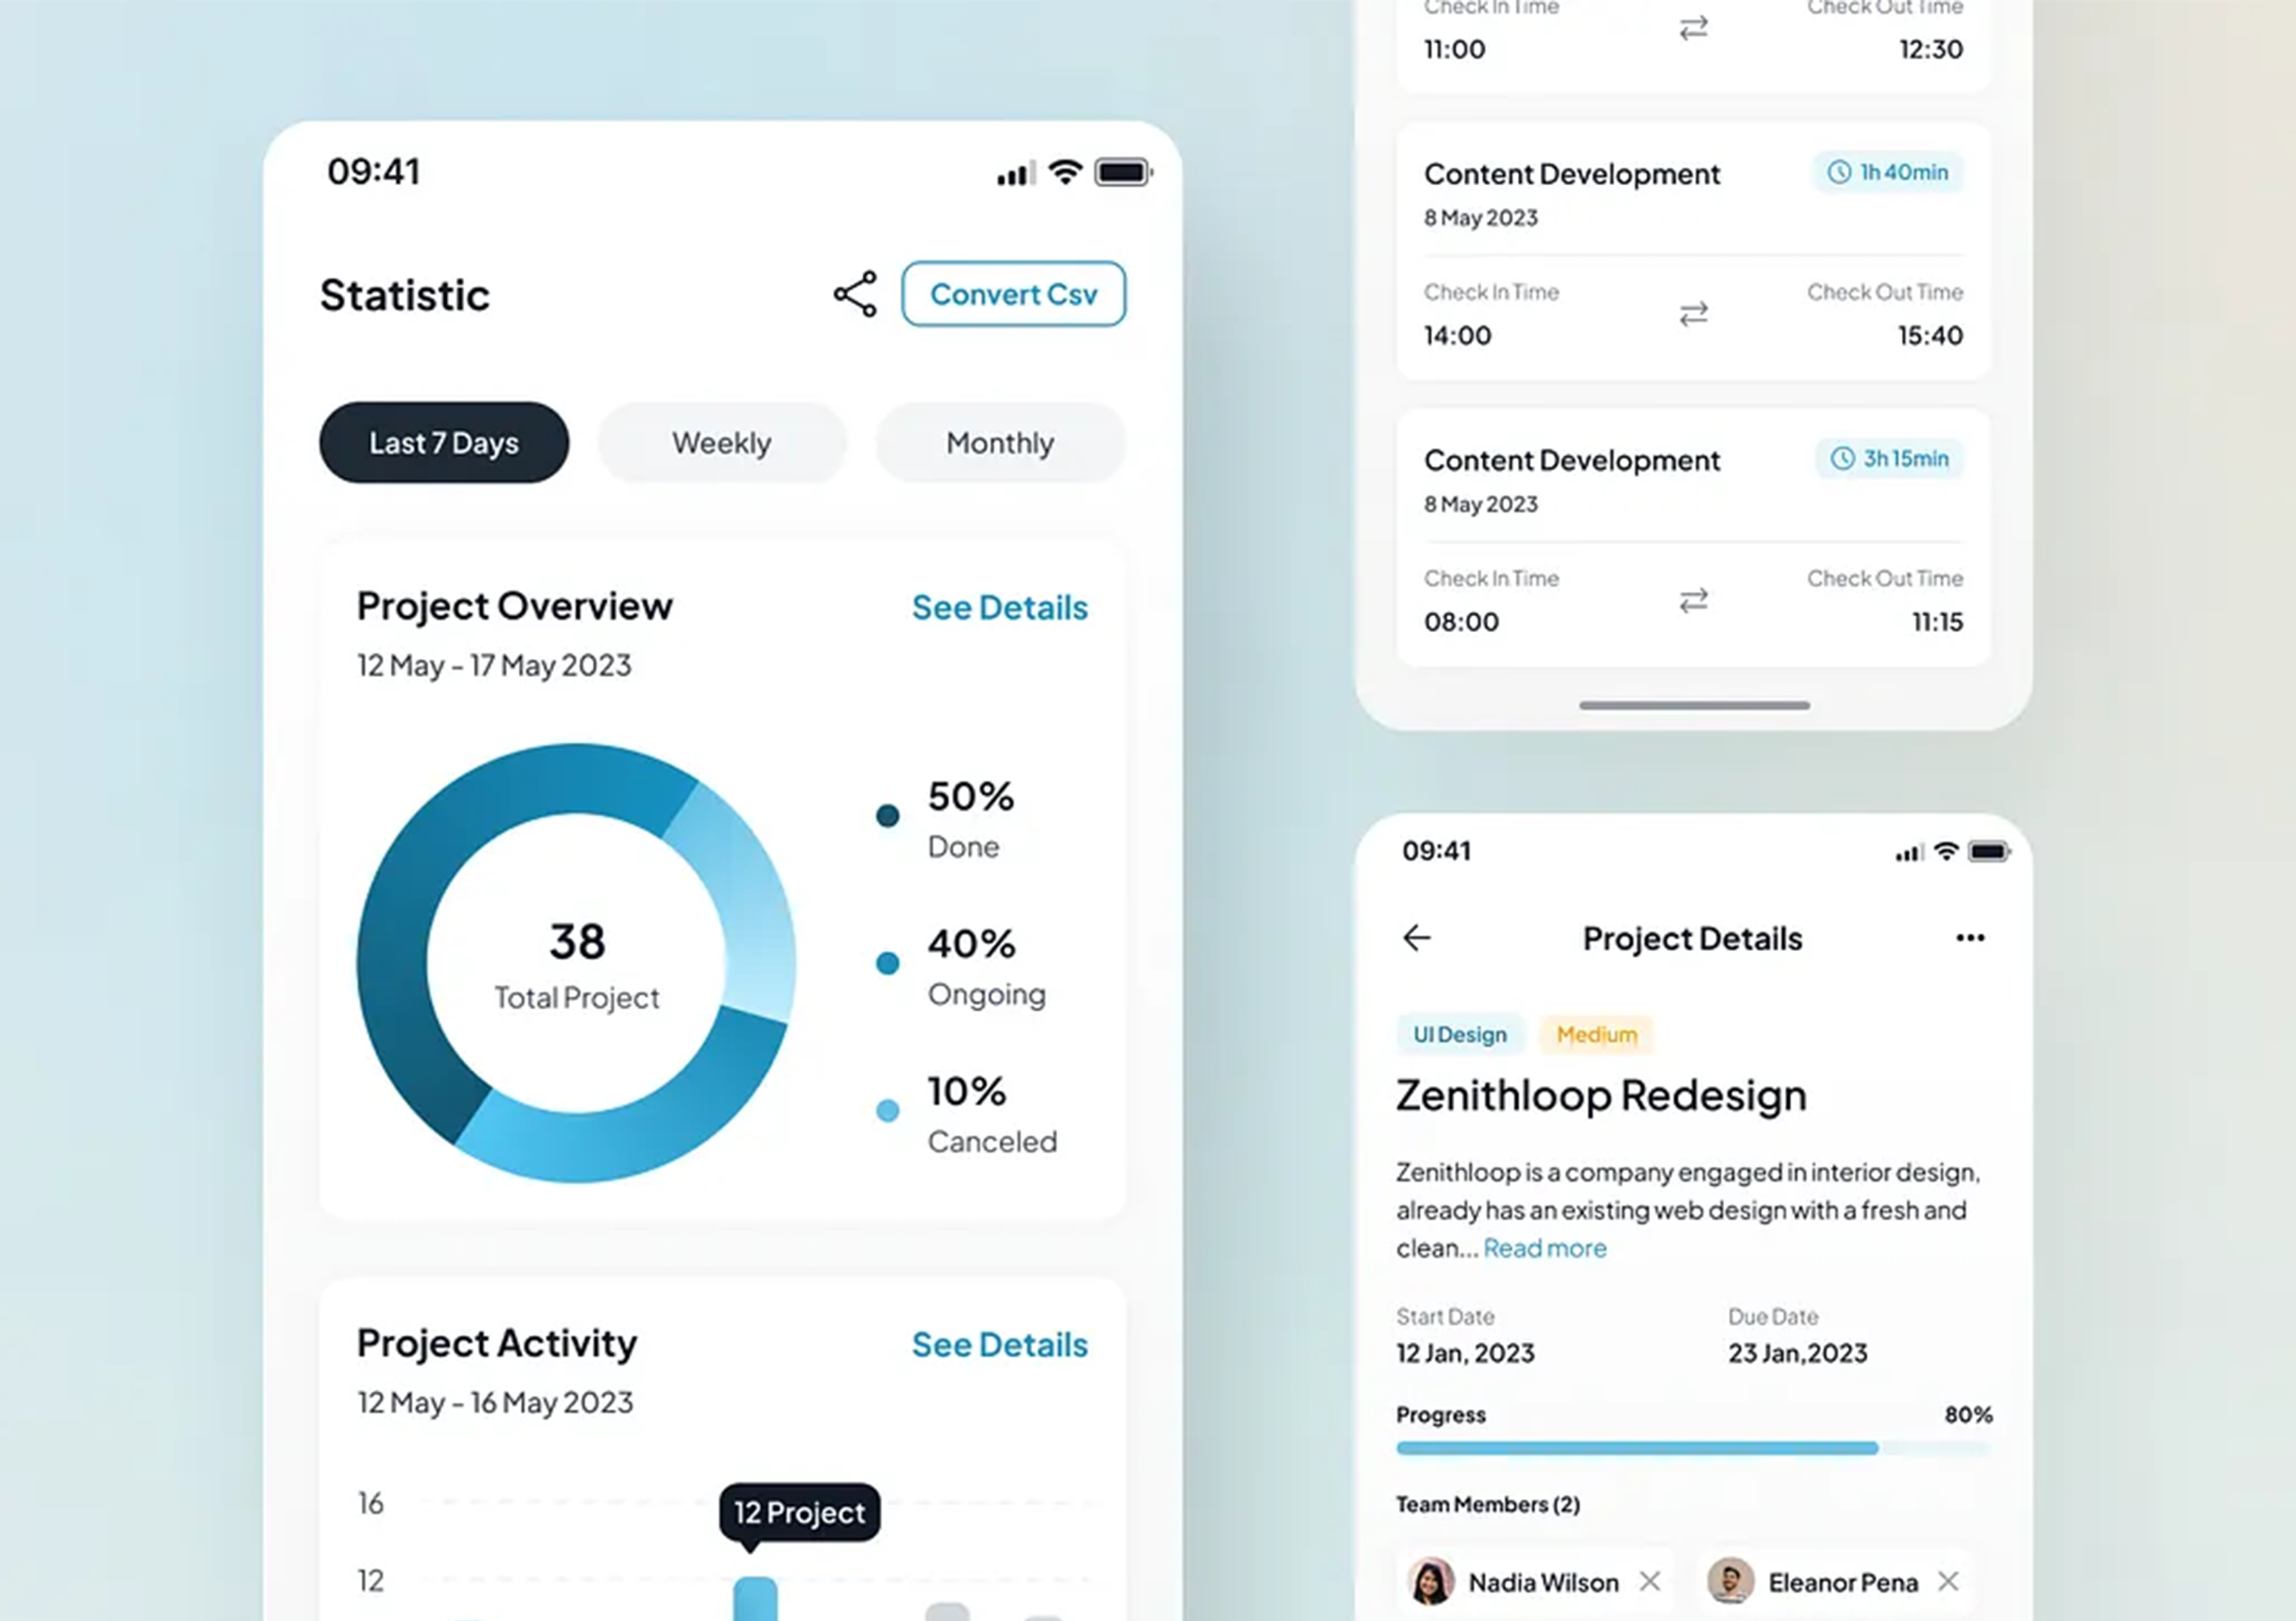 09:41
Statistic
Convert Csv
Last 7 Days
Weekly
Monthly
Project Overview
See Details
12 May - 17 May 2023
38
Total Project
50%
Done
40%
Ongoing
10%
Canceled
Project Activity
See Details
12 May - 16 May 2023
16
12 Project
12
Check In Time
Check Out Time
11:00
12:30
Content Development
1h 40min
8 May 2023
Check In Time
Check Out Time
14:00
15:40
Content Development
3h 15min
8 May 2023
Check In Time
Check Out Time
08:00
11:15
09:41
Project Details
UI Design
Medium
Zenithloop Redesign
Zenithloop is a company engaged in interior design,
already has an existing web design with a fresh and
clean... Read more
Start Date
Due Date
12 Jan, 2023
23 Jan,2023
Progress
80%
Team Members (2)
Nadia Wilson
Eleanor Pena